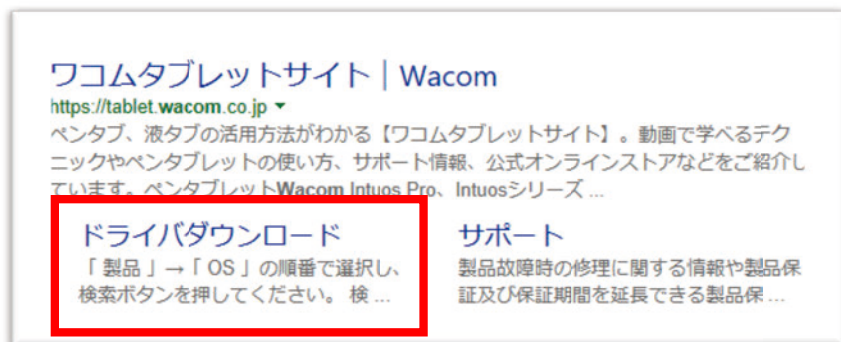 ワコムタブレットサイト｜Wacom
https://tablet.wacom.co.jp ▼
ペンタブ、液タブの活用方法がわかる【ワコムタブレットサイト】。動画で学べるテク
ニックやペンタブレットの使い方、サポート情報、公式オンラインストアなどをご紹介し
ています。ペンタブレットWacom Intuos Pro、Intuosシリーズ ...
ドライバダウンロード
「 製品 」→「 OS 」の順番で選択し、
検索ボタンを押してください。 検 ...
サポート
製品故障時の修理に関する情報や製品保
証及び保証期間を延長できる製品保 ...